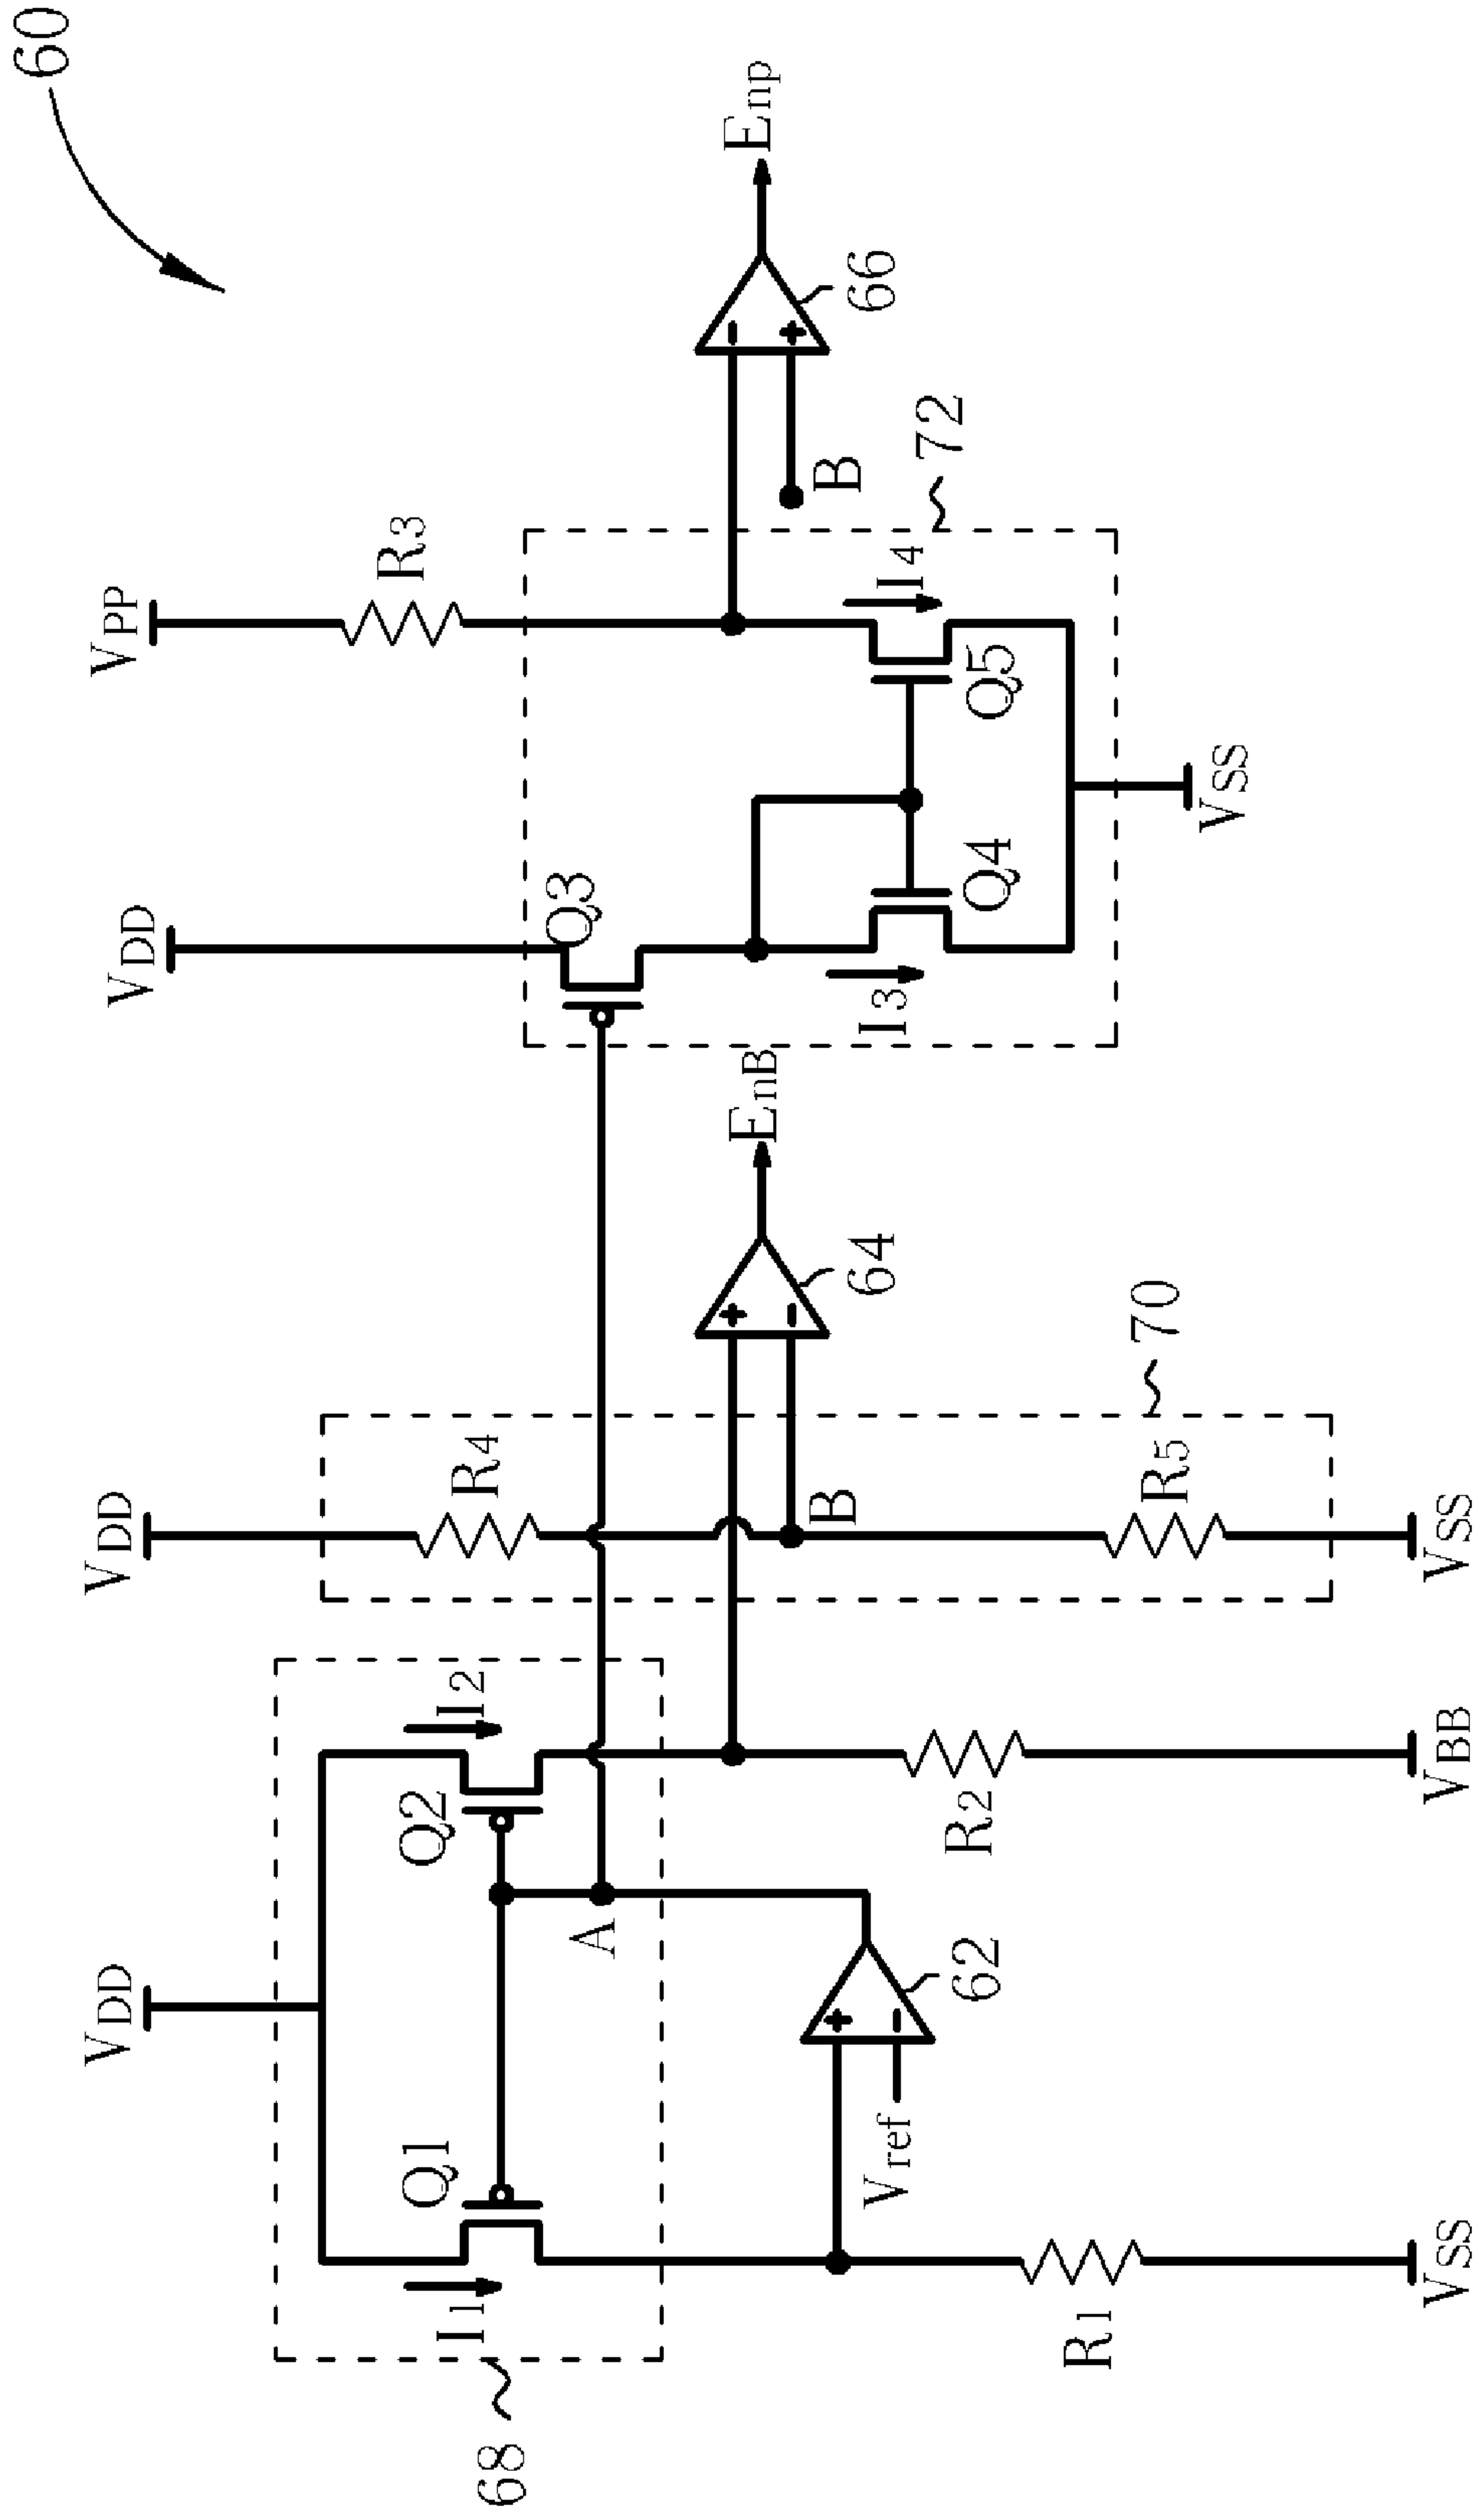 60
VDD
VDD
VDD
VPP
68
I1
Q1
Q2
I2
A
R4
70
Q3
R3
Vref
62
B
64
EnB
I3
Q4
Q5
I4
72
B
66
Enp
R1
R2
R5
VSS
VBB
VSS
VSS